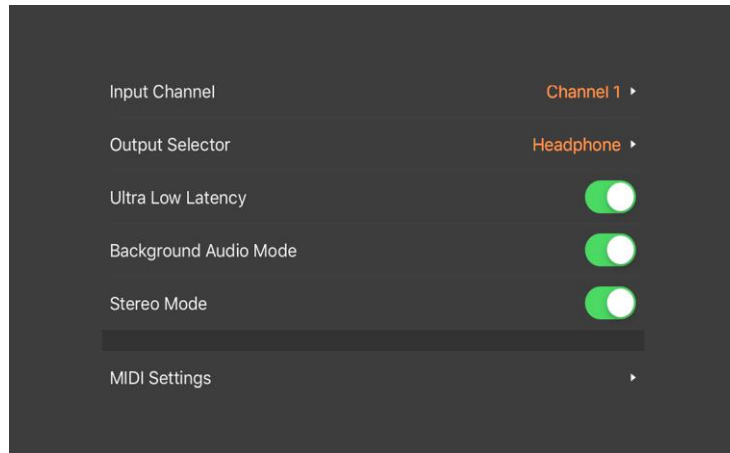 Input Channel Channel 1
Output Selector Headphone
Ultra Low Latency
Background Audio Mode
Stereo Mode
MIDI Settings